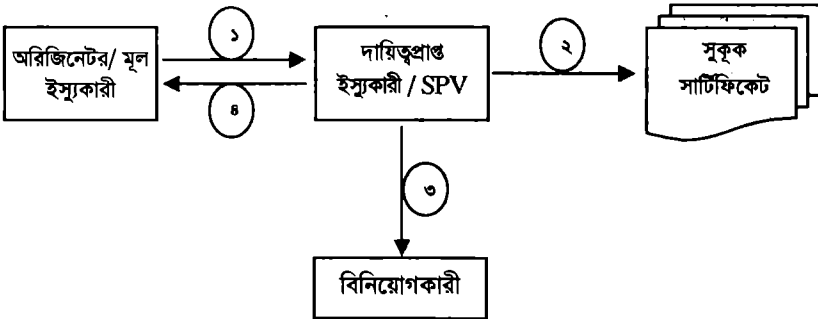 অরিজিনেটর/ মূল
ইস্যুকারী
১
৪
দায়িত্বপ্রাপ্ত
ইস্যুকারী / SPV
২
সুকূক
সার্টিফিকেট
৩
বিনিয়োগকারী